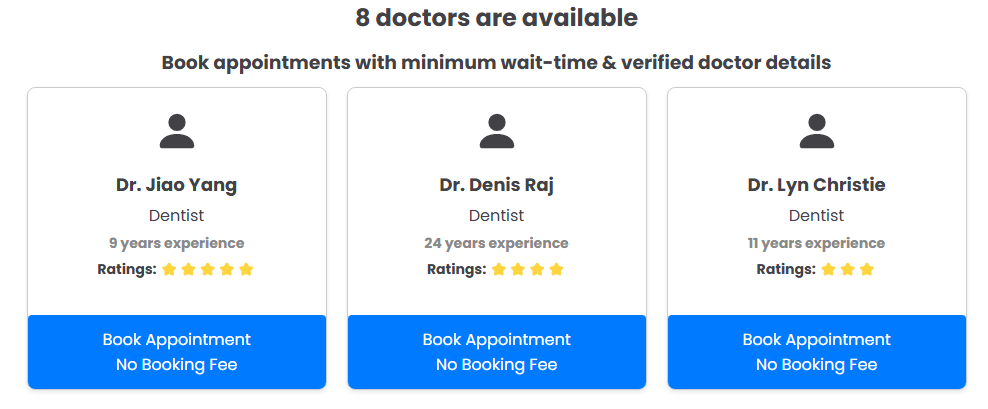 8 doctors are available
Book appointments with minimum wait-time & verified doctor details
Dr. Jiao Yang
Dentist
9 years experience
Ratings:
Book Appointment
No Booking Fee
Dr. Denis Raj
Dentist
24 years experience
Ratings:
Book Appointment
No Booking Fee
Dr. Lyn Christie
Dentist
11 years experience
Ratings:
Book Appointment
No Booking Fee